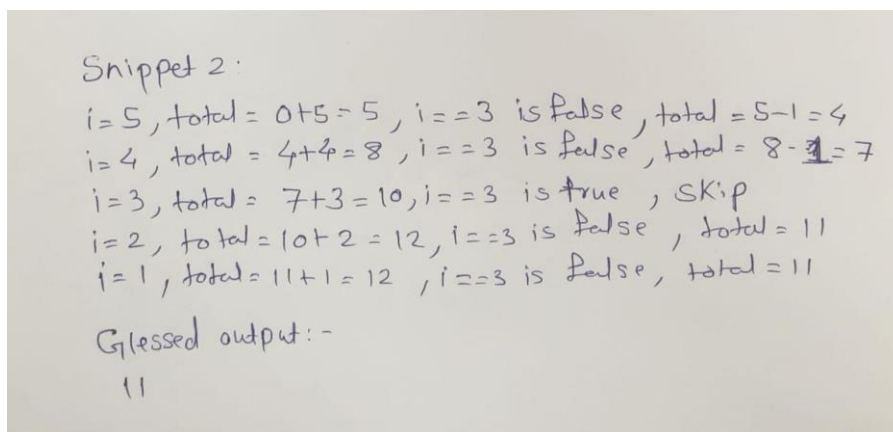 Snippet 2:
i=5, total = 0+5=5, i==3 is false, total = 5-1=4
i=4, total = 4+4=8, i==3 is false, total = 8-1=7
i=3, total = 7+3=10, i==3 is true, skip
i=2, total = 10+2=12, i==3 is false, total = 11
i=1, total = 11+1=12, i==3 is false, total = 11
Glessed output:-
11